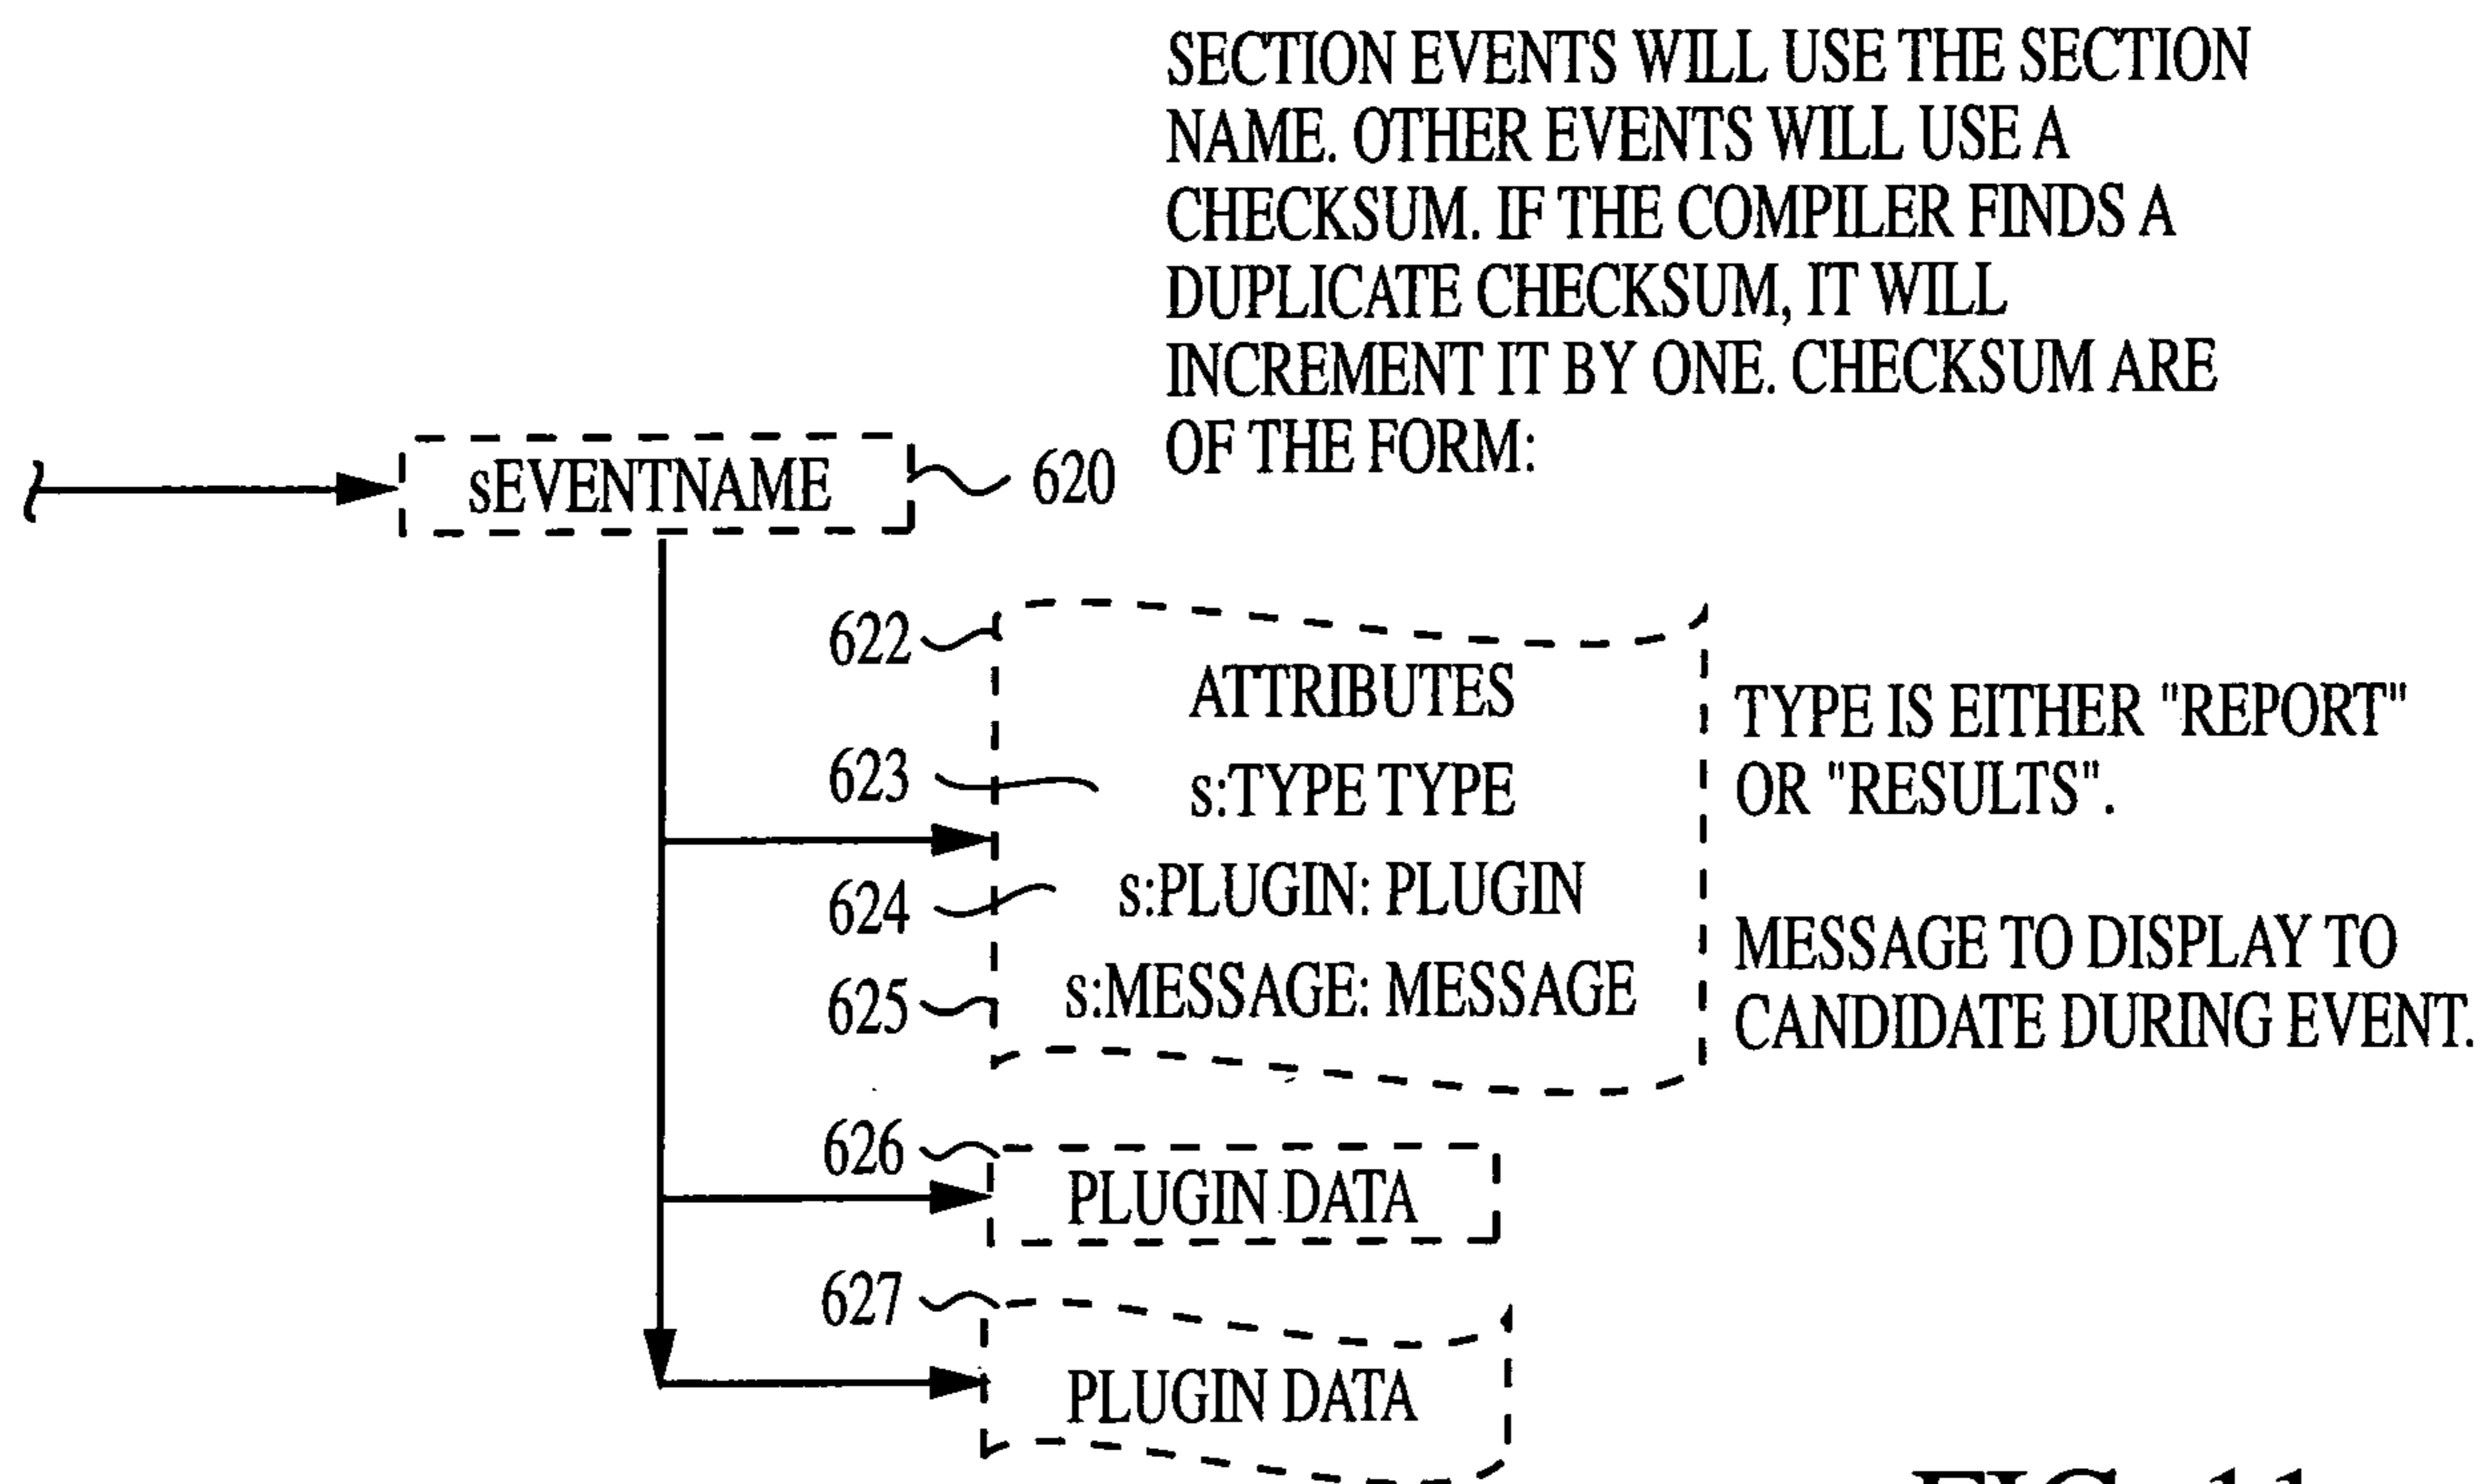 SECTION EVENTS WILL USE THE SECTION
NAME. OTHER EVENTS WILL USE A
CHECKSUM. IF THE COMPILER FINDS A
DUPLICATE CHECKSUM, IT WILL
INCREMENT IT BY ONE. CHECKSUM ARE
OF THE FORM:
sEVENTNAME
620
622
ATTRIBUTES
623
s:TYPE TYPE
TYPE IS EITHER "REPORT"
OR "RESULTS".
624
s:PLUGIN: PLUGIN
625
s:MESSAGE: MESSAGE
MESSAGE TO DISPLAY TO
CANDIDATE DURING EVENT.
626
PLUGIN DATA
627
PLUGIN DATA